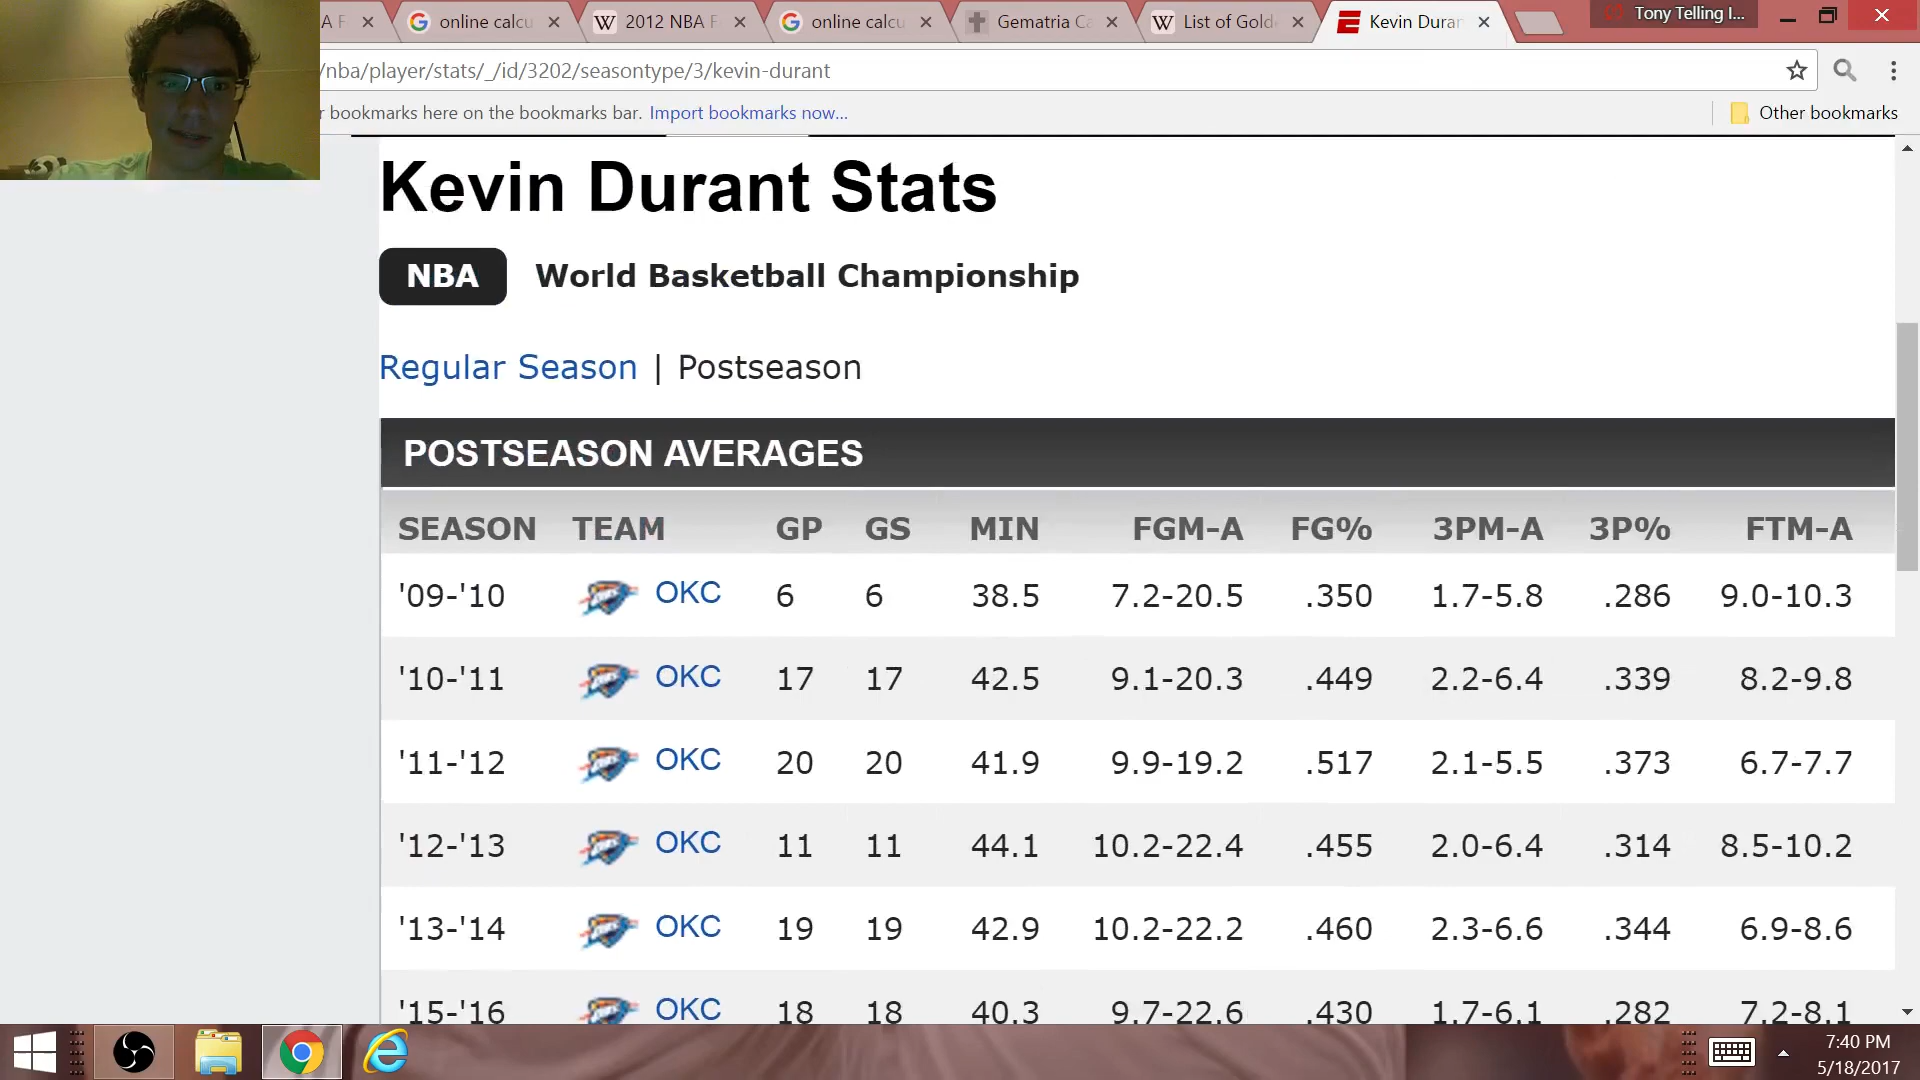 A F
online calcu
2012 NBA F
online calcu
Gematria Ca
List of Golde
Kevin Duran
Tony Telling I...
/nba/player/stats/_/id/3202/seasontype/3/kevin-durant
r bookmarks here on the bookmarks bar. Import bookmarks now...
Other bookmarks
Kevin Durant Stats
NBA World Basketball Championship
Regular Season | Postseason
POSTSEASON AVERAGES
SEASON TEAM GP GS MIN FGM-A FG% 3PM-A 3P% FTM-A
'09-'10 OKC 6 6 38.5 7.2-20.5 .350 1.7-5.8 .286 9.0-10.3
'10-'11 OKC 17 17 42.5 9.1-20.3 .449 2.2-6.4 .339 8.2-9.8
'11-'12 OKC 20 20 41.9 9.9-19.2 .517 2.1-5.5 .373 6.7-7.7
'12-'13 OKC 11 11 44.1 10.2-22.4 .455 2.0-6.4 .314 8.5-10.2
'13-'14 OKC 19 19 42.9 10.2-22.2 .460 2.3-6.6 .344 6.9-8.6
'15-'16 OKC 18 18 40.3 9.7-22.6 .430 1.7-6.1 .282 7.2-8.1
7:40 PM
5/18/2017